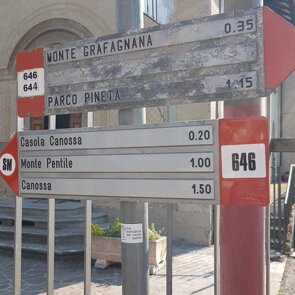 646
644
MONTE GRAFAGNANA 0.35
PARCO PINETA 1.15
SM
Casola Canossa 0.20
Monte Pentile 1.00
Canossa 1.50
646